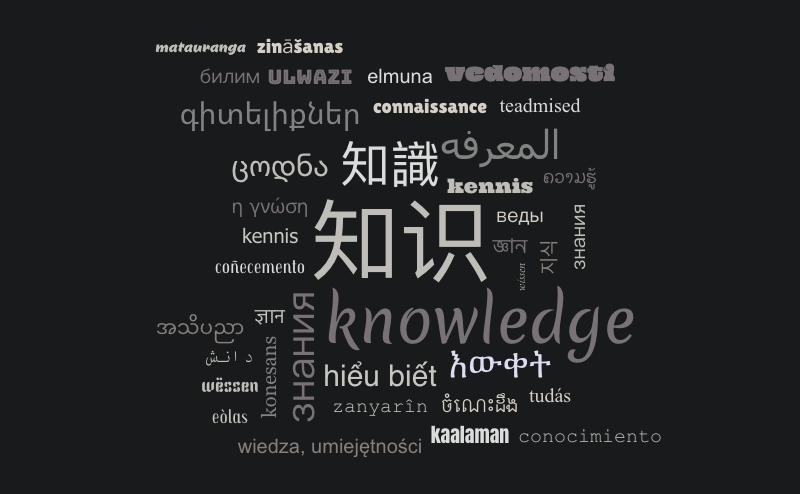 matauranga zināšanas
билим ULWAZI elmuna vedomosti
գիտելիքներ connaissance teadmised
ცოდნა 知識 المعرفه
kennis ຄວາມຮູ້
η γνώση 知识 веды
kennis জ্ঞান 지식 знания
coñecemento wissen
အသိပညာ ज्ञान знания knowledge
دانش konesans hiểu biết እውቀት
wëssen zanyarîn ចំណេះដឹង tudás
eòlas
wiedza, umiejętności kaalaman conocimiento